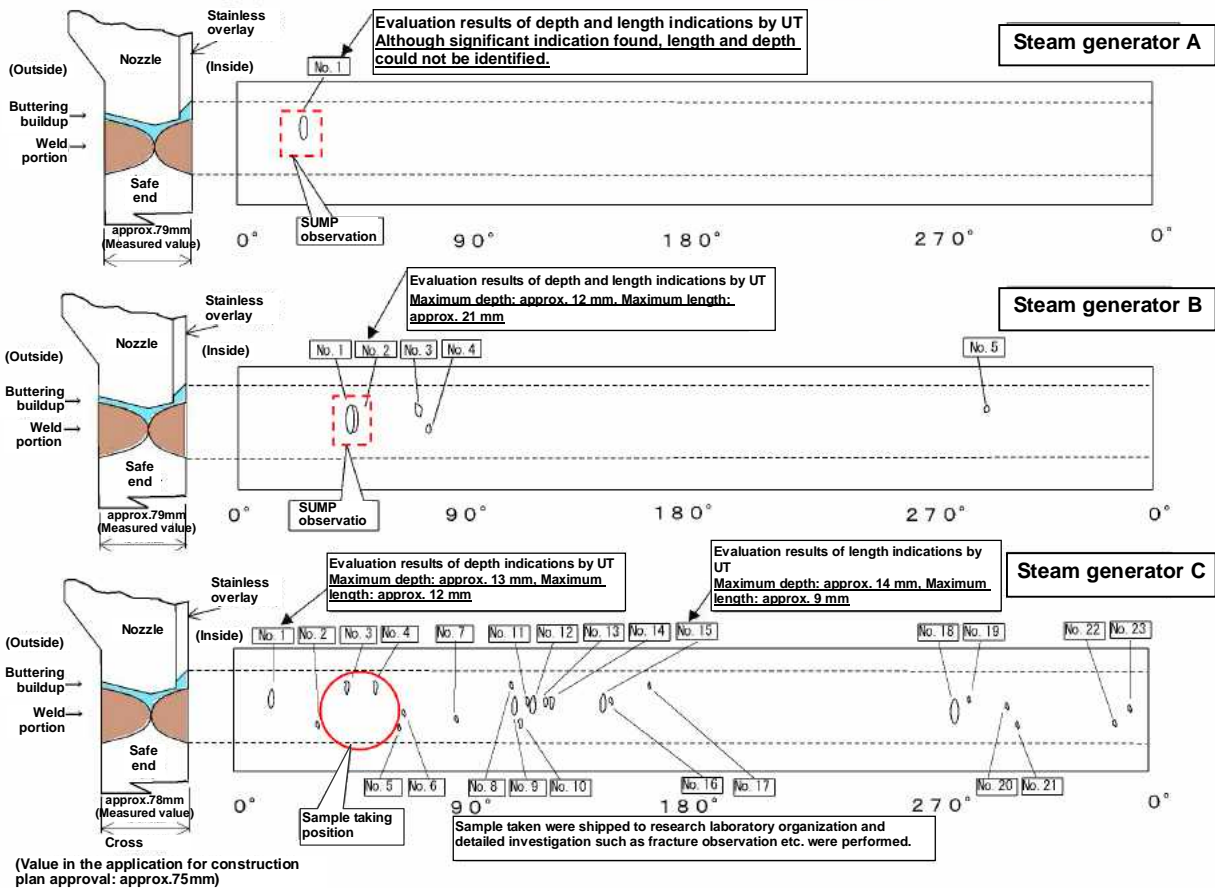 Stainless
overlay
Nozzle
(Outside)
(Inside)
Buttering
buildup
Weld
portion
Safe
end
approx.79mm
(Measured value)
Evaluation results of depth and length indications by UT
Although significant indication found, length and depth
could not be identified.
Steam generator A
No. 1
SUMP
observation
0° 90° 180° 270° 0°
Stainless
overlay
Nozzle
(Outside)
(Inside)
Buttering
buildup
Weld
portion
Safe
end
approx.79mm
(Measured value)
Evaluation results of depth and length indications by UT
Maximum depth: approx. 12 mm. Maximum length:
approx. 21 mm
Steam generator B
No. 1 No. 2 No. 3 No. 4 No. 5
SUMP
observatio
0° 90° 180° 270° 0°
Stainless
overlay
Nozzle
(Outside)
(Inside)
Buttering
buildup
Weld
portion
Safe
end
approx.78mm
(Measured value)
Cross
(Value in the application for construction
plan approval: approx.75mm)
Evaluation results of depth indications by UT
Maximum depth: approx. 13 mm, Maximum
length: approx. 12 mm
Evaluation results of length indications by
UT
Maximum depth: approx. 14 mm, Maximum
length: approx. 9 mm
Steam generator C
No. 1 No. 2 No. 3 No. 4 No. 7 No. 11 No. 12 No. 13 No. 14 No. 15 No. 18 No. 19 No. 22 No. 23
No. 5 No. 6 No. 8 No. 9 No. 10 No. 16 No. 17 No. 20 No. 21
0° 90° 180° 270° 0°
Sample taking
position
Sample taken were shipped to research laboratory organization and
detailed investigation such as fracture observation etc. were performed.